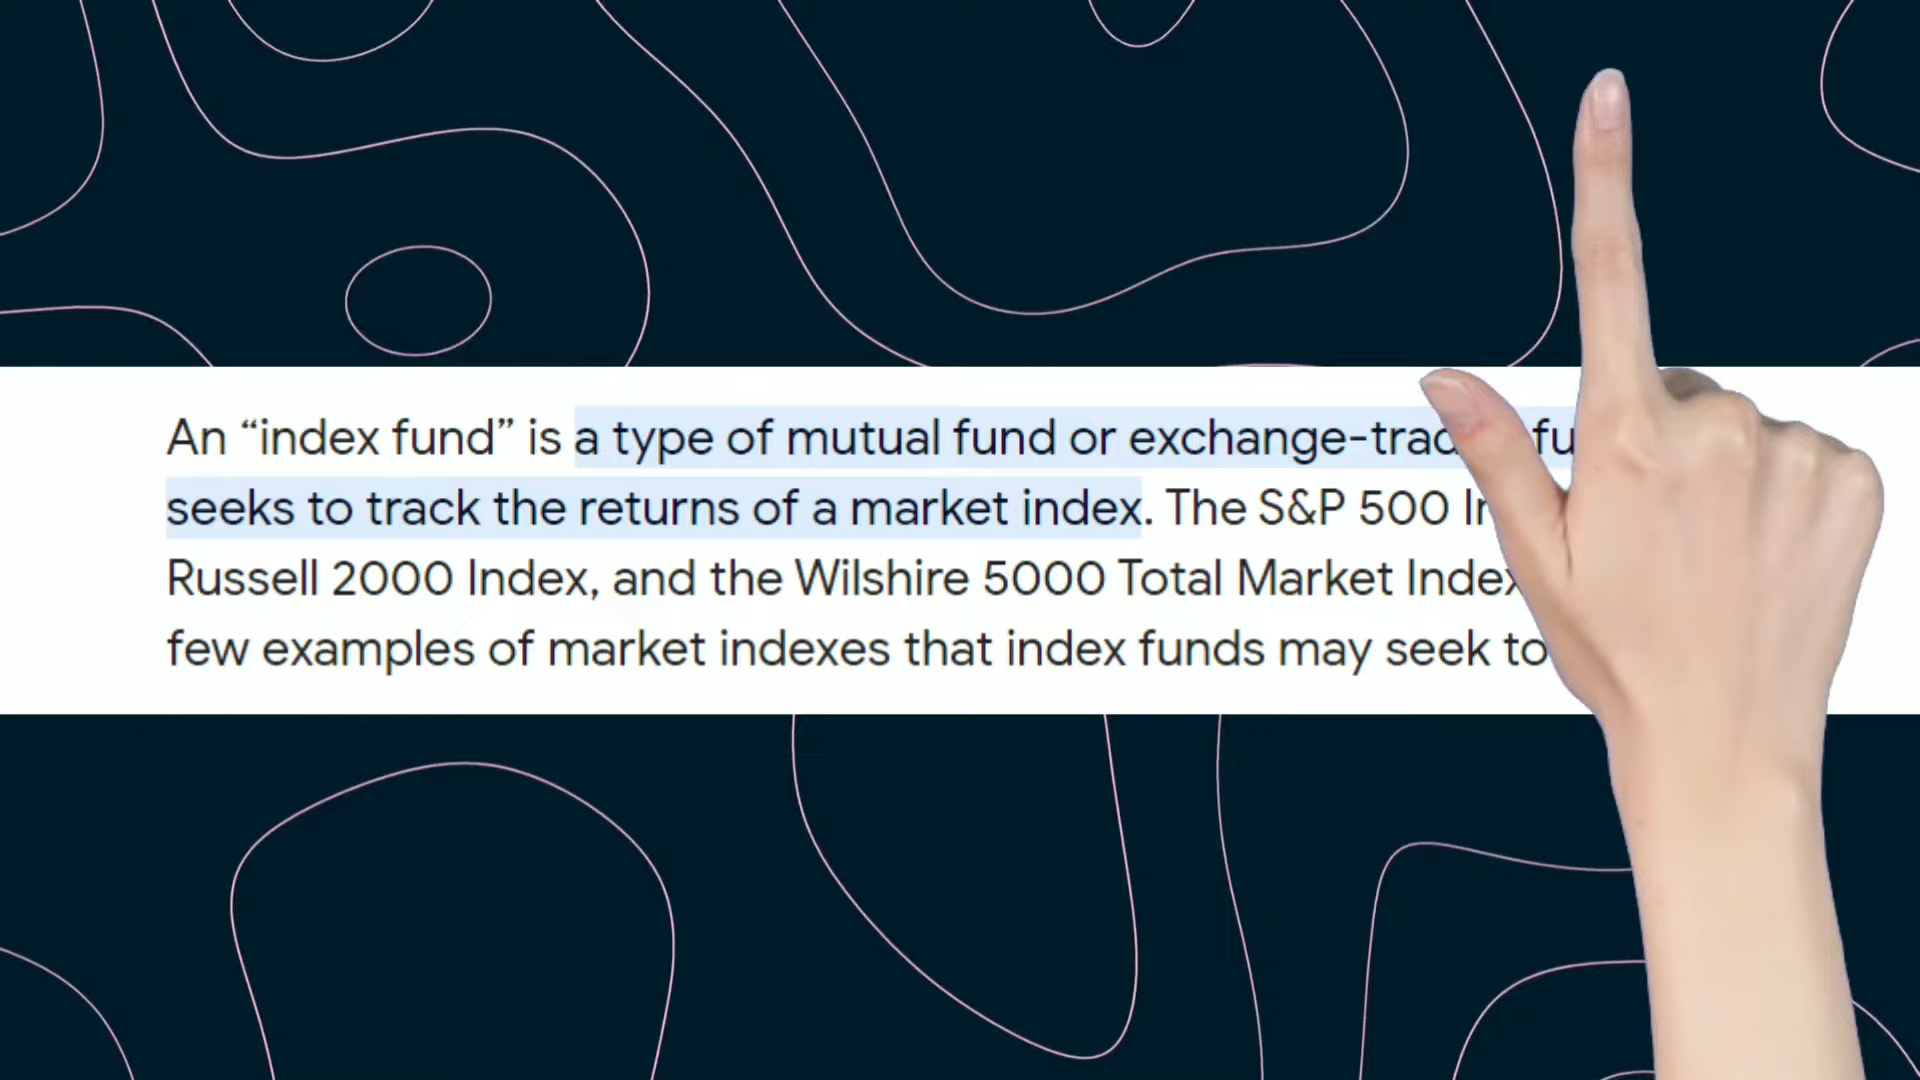 An “index fund” is a type of mutual fund or exchange-trad fu
seeks to track the returns of a market index. The S&P 500 In
Russell 2000 Index, and the Wilshire 5000 Total Market Index
few examples of market indexes that index funds may seek to